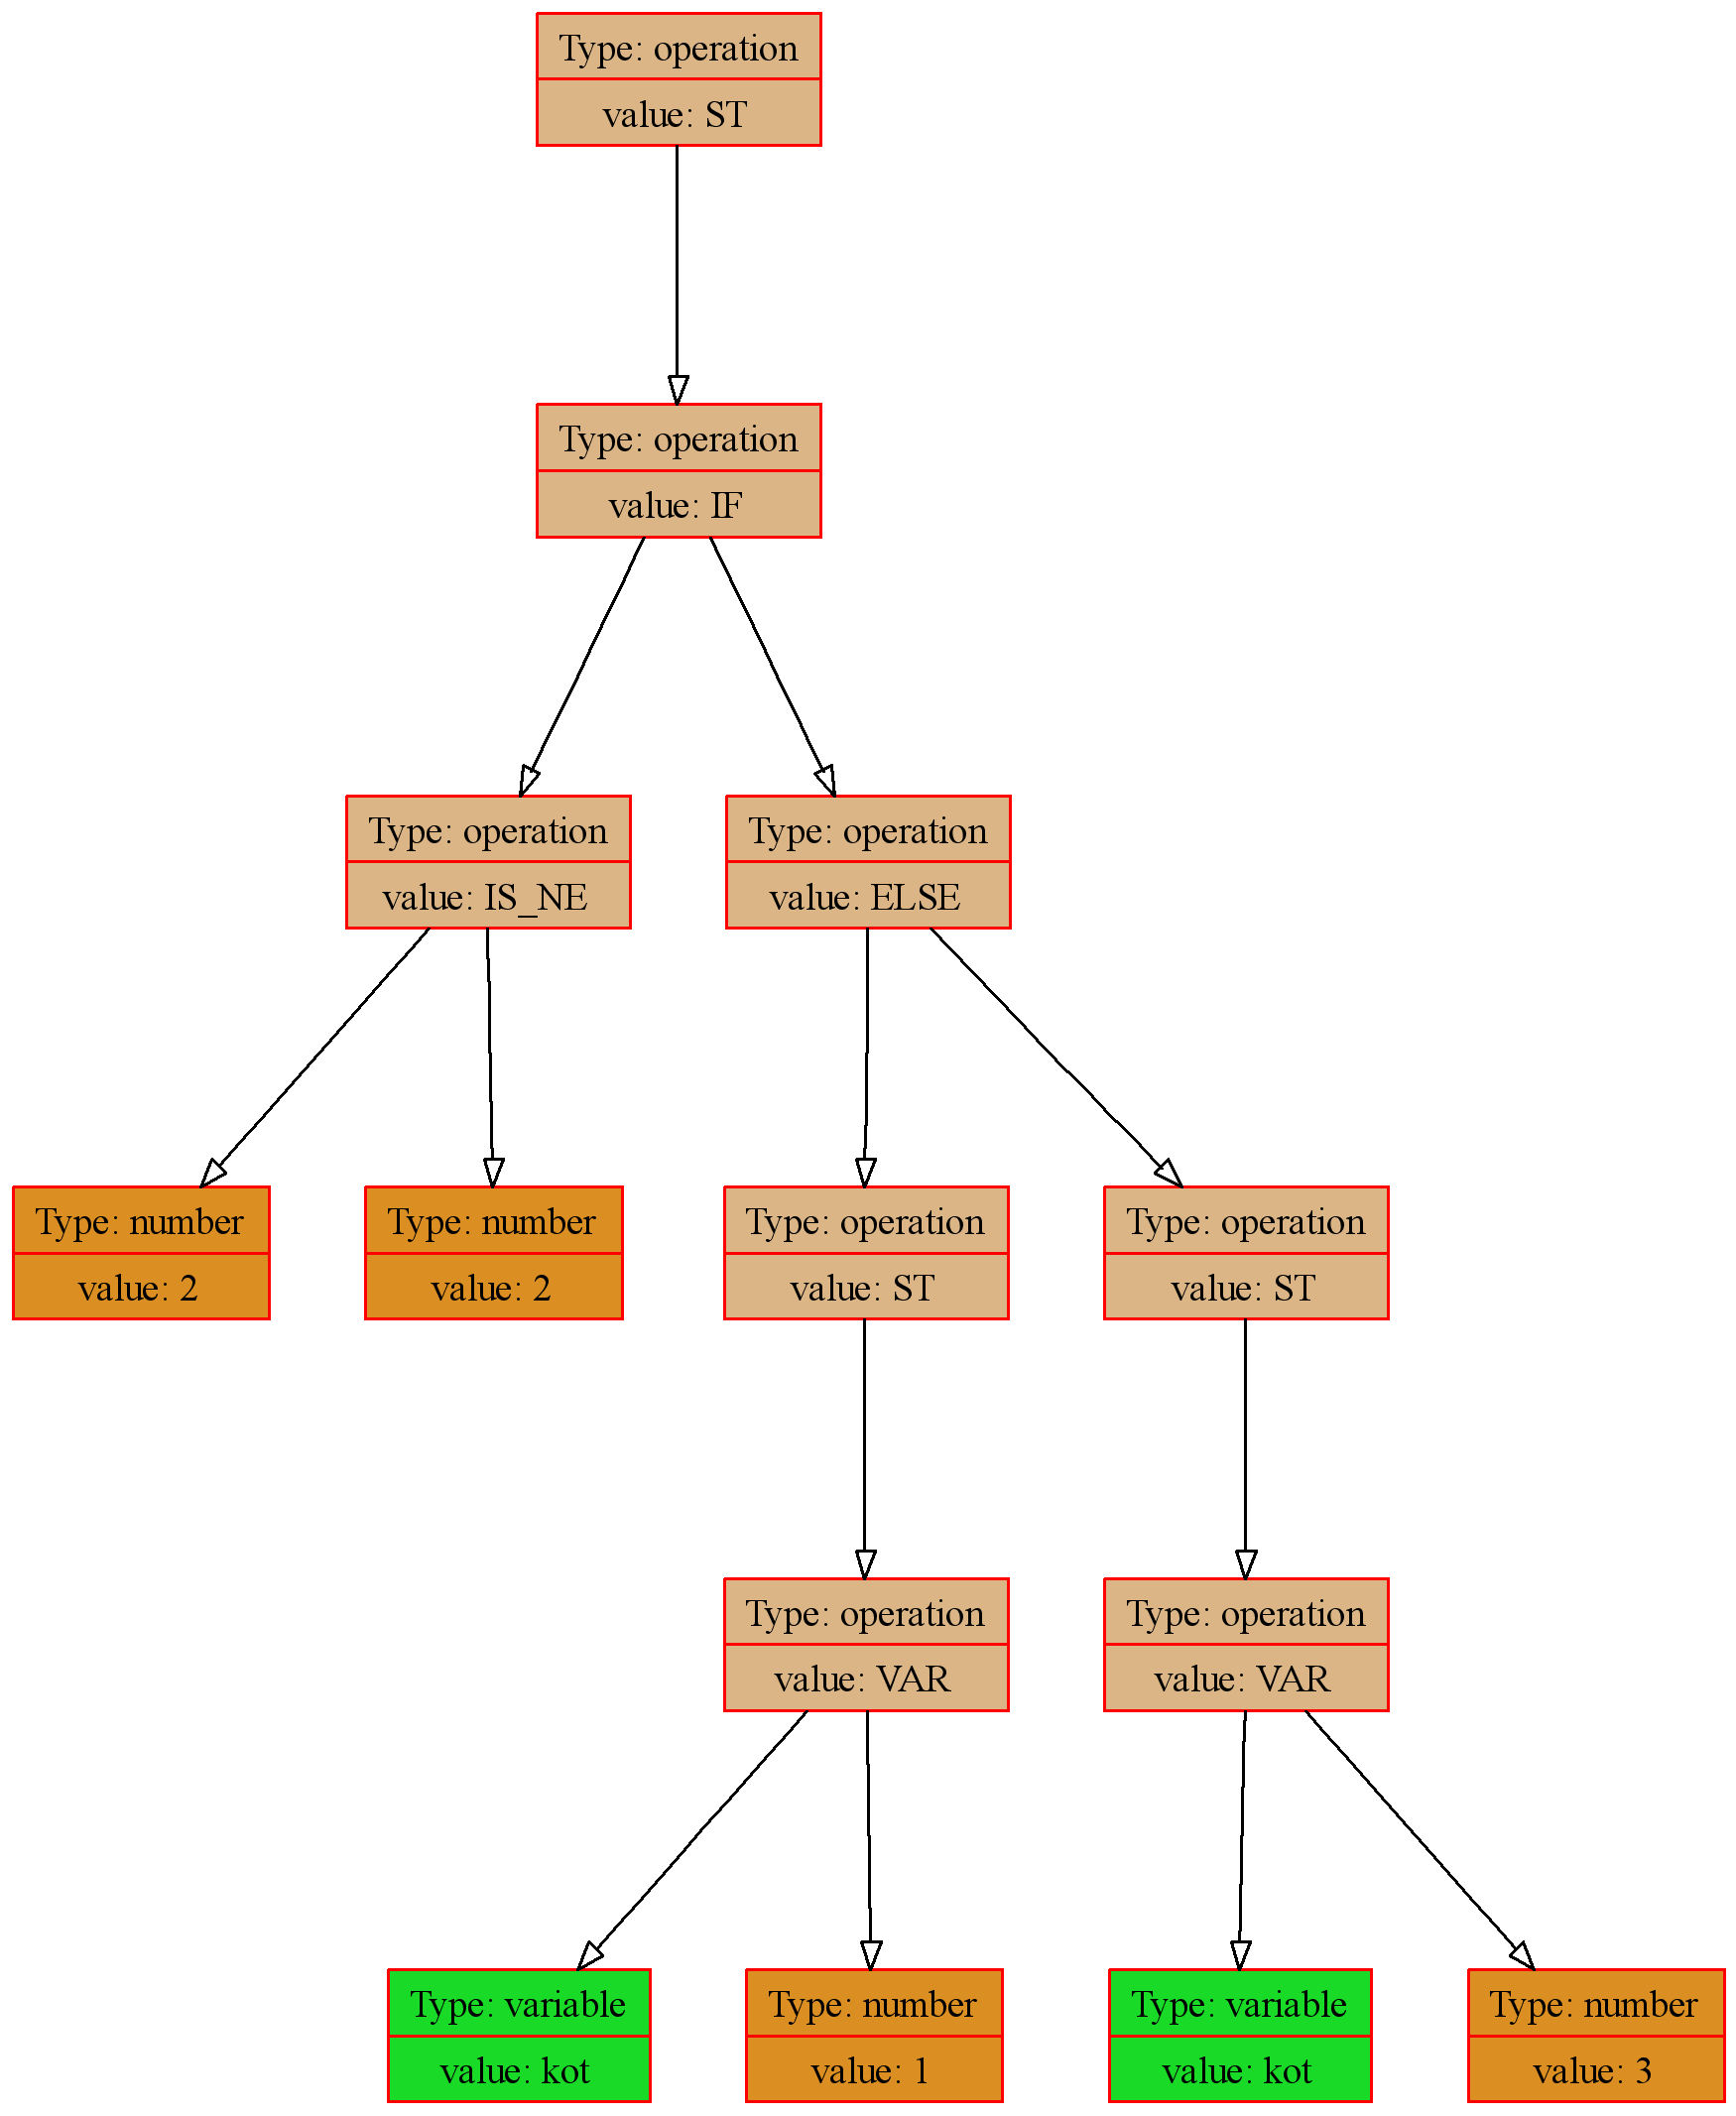 Type: operation
value: ST
Type: operation
value: IF
Type: operation
value: IS_NE
Type: operation
value: ELSE
Type: number
value: 2
Type: number
value: 2
Type: operation
value: ST
Type: operation
value: ST
Type: operation
value: VAR
Type: operation
value: VAR
Type: variable
value: kot
Type: number
value: 1
Type: variable
value: kot
Type: number
value: 3